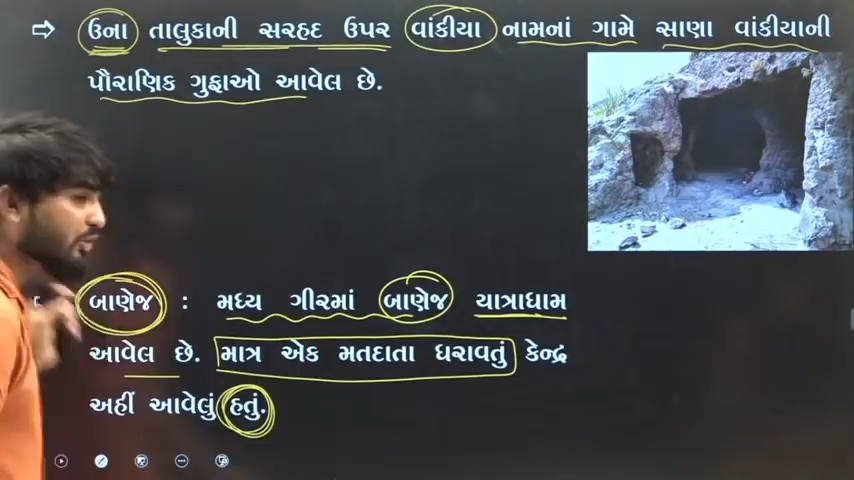 ⇨ ઉના તાલુકાની સરહદ ઉપર વાંકીયા નામનાં ગામે સાણા વાંકીયાની
પૌરાણિક ગુફાઓ આવેલ છે.
બાણેજ : મધ્ય ગીરમાં બાણેજ યાત્રાધામ
આવેલ છે. માત્ર એક મતદાતા ધરાવતું કેન્દ્ર
અહીં આવેલું હતું.